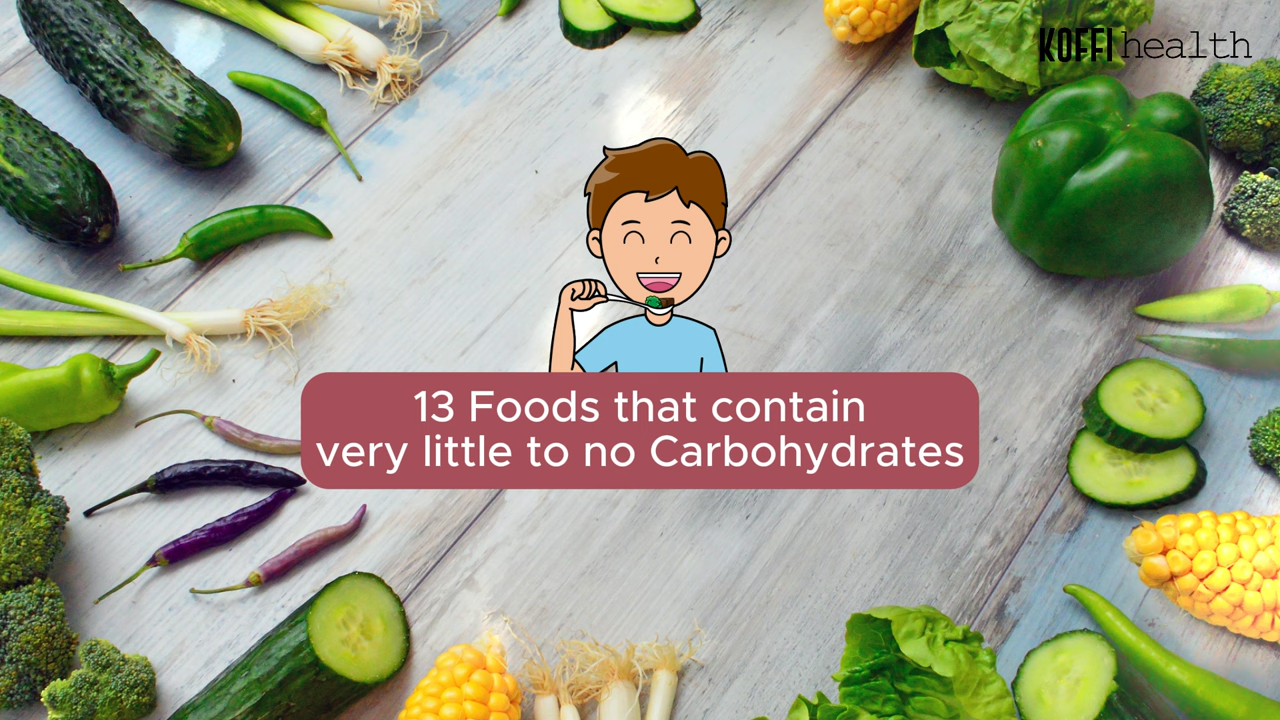 KOFFI health
13 Foods that contain
very little to no Carbohydrates